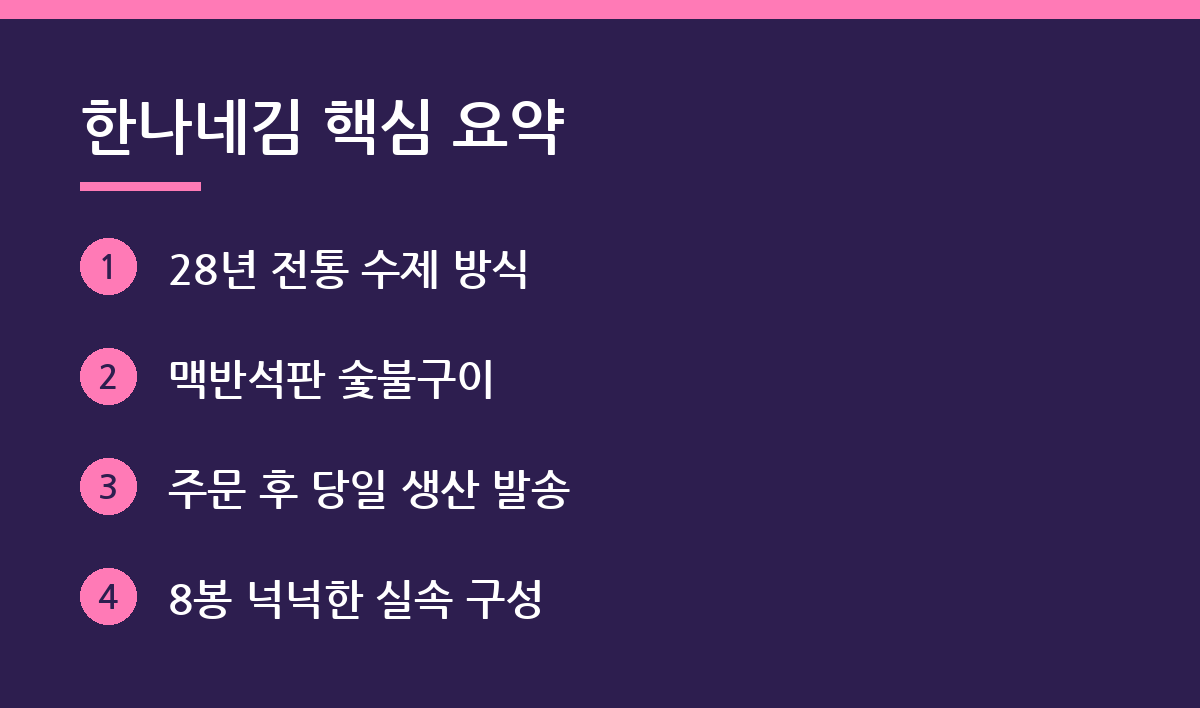 한나네김 핵심 요약
1 28년 전통 수제 방식
2 맥반석판 숯불구이
3 주문 후 당일 생산 발송
4 8봉 넉넉한 실속 구성